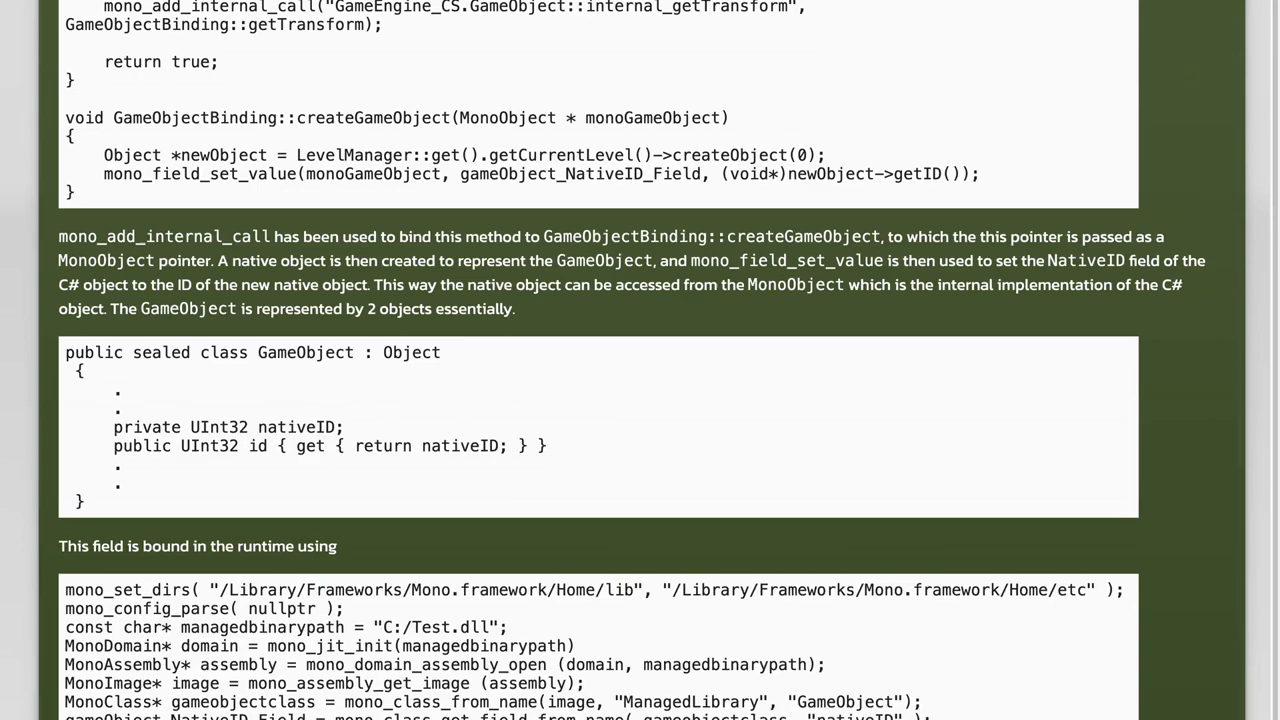 mono_add_internal_call("GameEngine_CS.GameObject::internal_getTransform",
GameObjectBinding::getTransform);
return true;
}
void GameObjectBinding::createGameObject(MonoObject * monoGameObject)
{
Object *newObject = LevelManager::get().getCurrentLevel()->createObject(0);
mono_field_set_value(monoGameObject, gameObject_NativeID_Field, (void*)newObject->getID());
}
mono_add_internal_call has been used to bind this method to GameObjectBinding::createGameObject, to which the this pointer is passed as a
MonoObject pointer. A native object is then created to represent the GameObject, and mono_field_set_value is then used to set the NativeID field of the
C# object to the ID of the new native object. This way the native object can be accessed from the MonoObject which is the internal implementation of the C#
object. The GameObject is represented by 2 objects essentially.
public sealed class GameObject : Object
{
.
.
private UInt32 nativeID;
public UInt32 id { get { return nativeID; } }
.
.
}
This field is bound in the runtime using
mono_set_dirs( "/Library/Frameworks/Mono.framework/Home/lib", "/Library/Frameworks/Mono.framework/Home/etc" );
mono_config_parse( nullptr );
const char* managedbinarypath = "C:/Test.dll";
MonoDomain* domain = mono_jit_init(managedbinarypath)
MonoAssembly* assembly = mono_domain_assembly_open (domain, managedbinarypath);
MonoImage* image = mono_assembly_get_image (assembly);
MonoClass* gameobjectclass = mono_class_from_name(image, "ManagedLibrary", "GameObject");
gameObject_NativeID_Field = mono_class_get_field_from_name( gameobjectclass, "nativeID" );